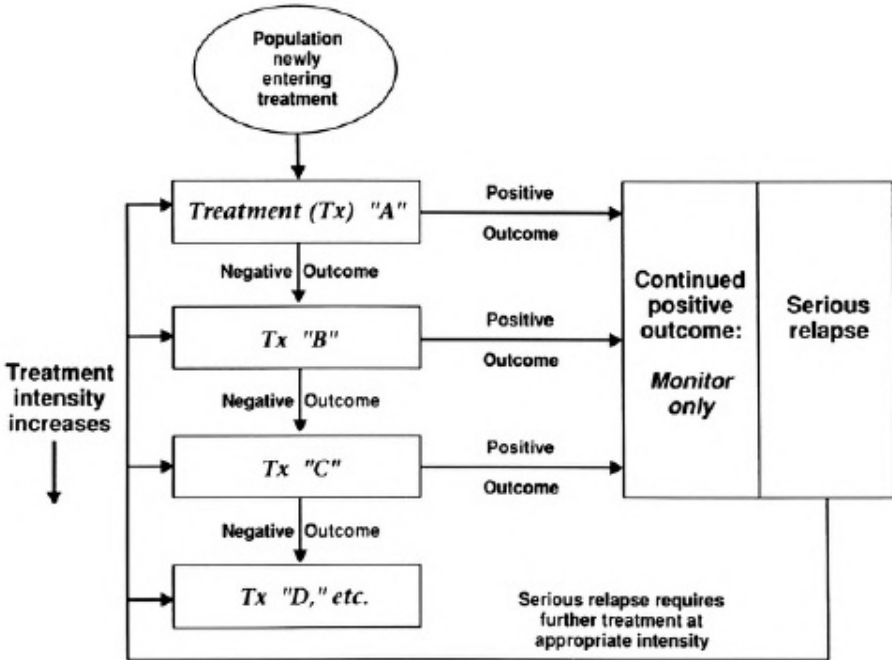 Population
newly
entering
treatment
Treatment (Tx) "A"
Positive
Outcome
Negative Outcome
Tx "B"
Positive
Outcome
Negative Outcome
Tx "C"
Positive
Outcome
Negative Outcome
Tx "D," etc.
Treatment
intensity
increases
Continued
positive
outcome:
Monitor
only
Serious
relapse
Serious relapse requires
further treatment at
appropriate intensity